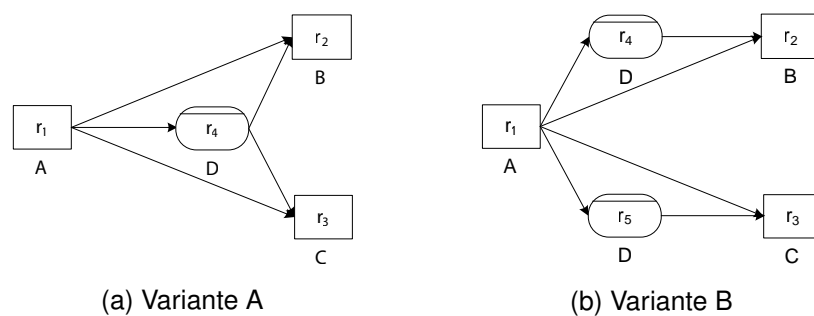 r1
A
r4
D
r2
B
r3
C
(a) Variante A
r1
A
r4
D
r5
D
r2
B
r3
C
(b) Variante B